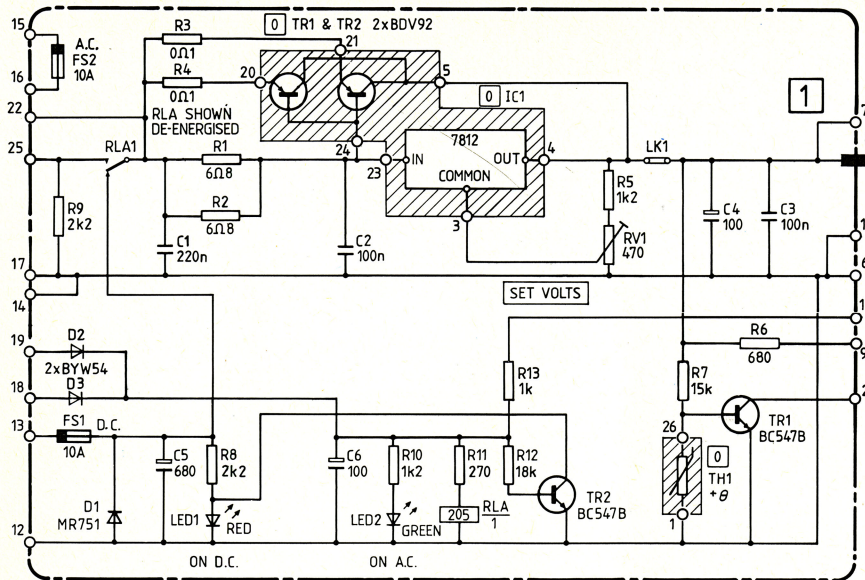 0 TR1 & TR2 2xBDV92
15
A.C.
FS2
10A
16
22
25
R3
0Ω1
R4
0Ω1
21
20
5
0 IC1
1
7
RLA SHOWN
DE-ENERGISED
RLA1
R1
6Ω8
R2
6Ω8
24
23
IN
7812
OUT
COMMON
4
3
LK1
R9
2k2
C1
220n
C2
100n
R5
1k2
RV1
470
C4
100
C3
100n
17
14
6
SET VOLTS
19
D2
2xBYW54
D3
18
13
FS1
D.C.
10A
R13
1k
R6
680
9
R7
15k
2
TR1
BC547B
C5
680
R8
2k2
C6
100
R10
1k2
R11
270
R12
18k
26
0
TH1
+θ
1
D1
MR751
LED1
RED
LED2
GREEN
205
RLA
1
TR2
BC547B
12
ON D.C.
ON A.C.